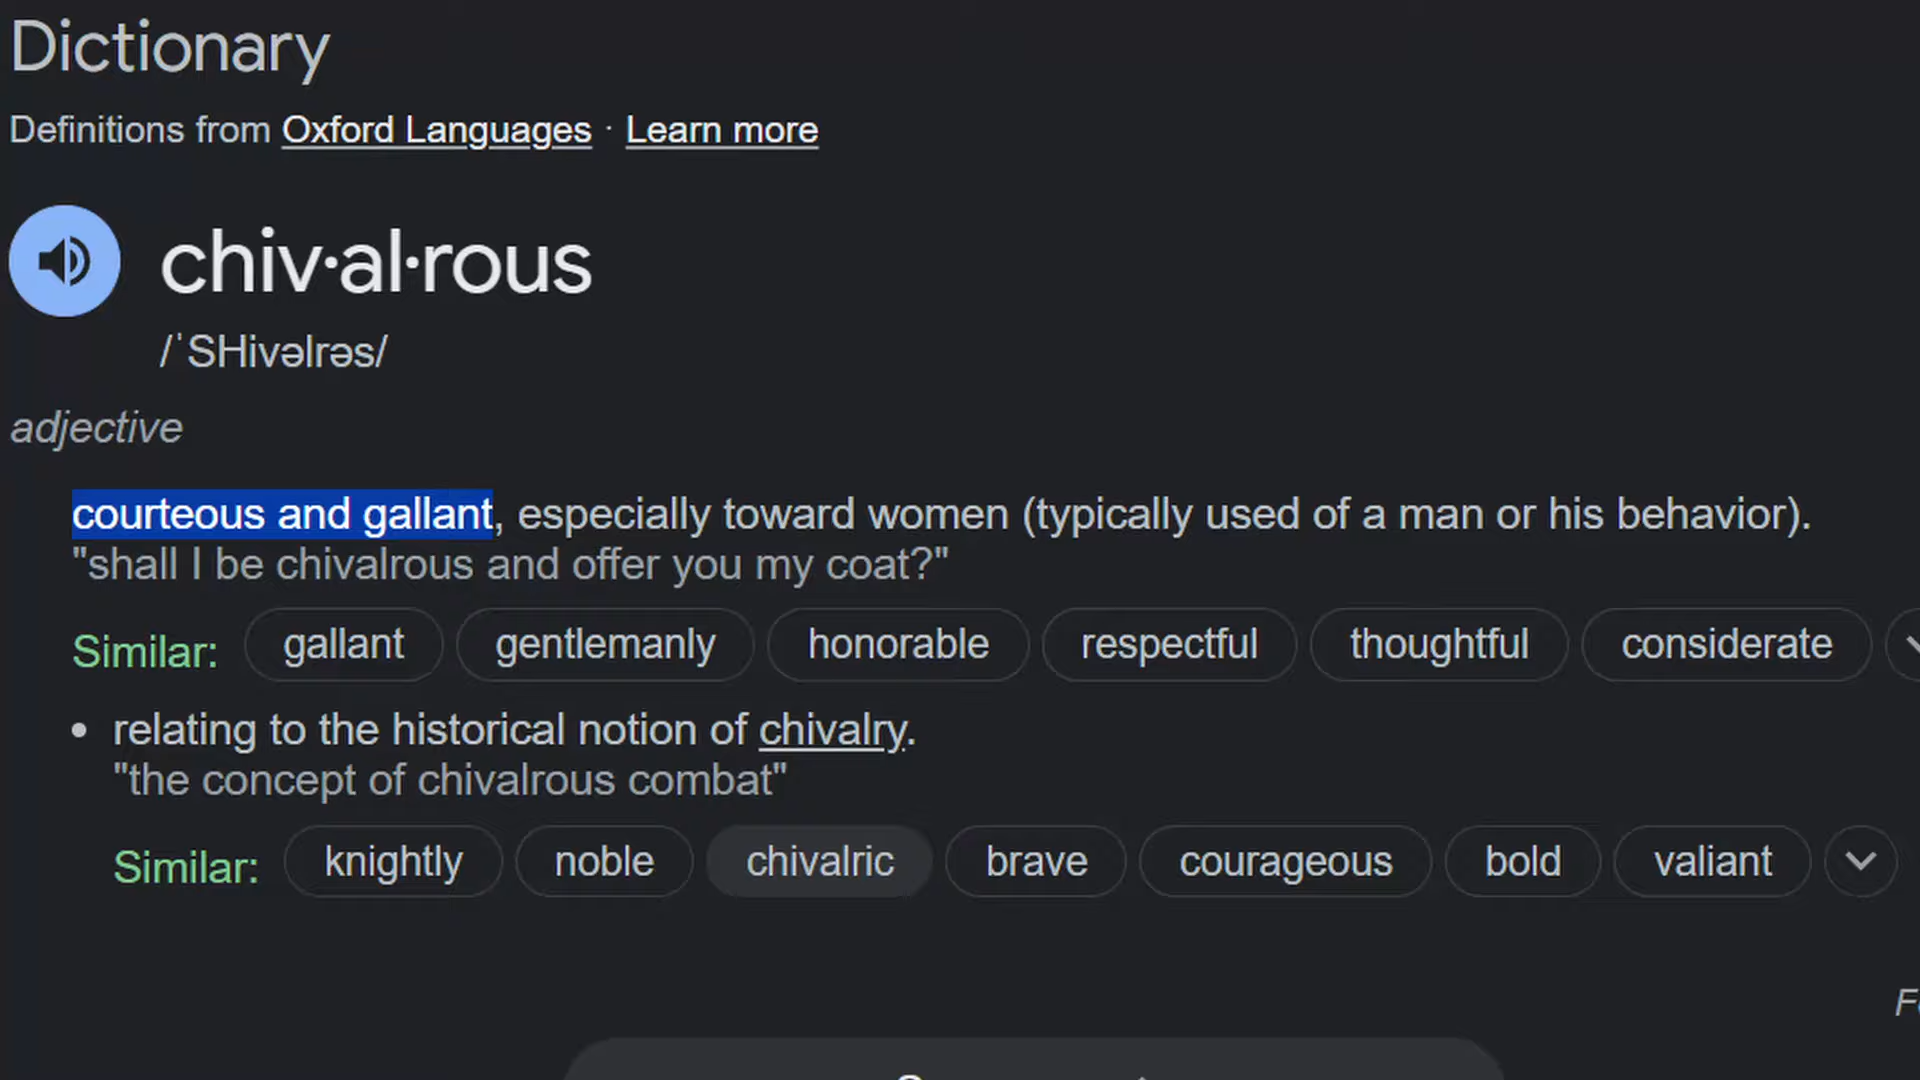 Dictionary
Definitions from Oxford Languages · Learn more
chiv·al·rous
/ˈSHivəlrəs/
adjective
courteous and gallant, especially toward women (typically used of a man or his behavior).
"shall I be chivalrous and offer you my coat?"
Similar: gallant gentlemanly honorable respectful thoughtful considerate
• relating to the historical notion of chivalry.
"the concept of chivalrous combat"
Similar: knightly noble chivalric brave courageous bold valiant